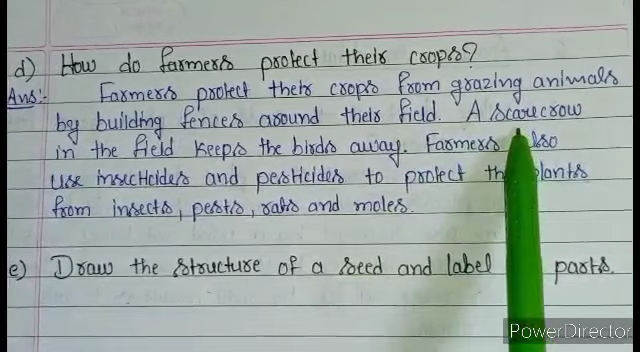 d) How do farmers protect their crops?
Ans:- Farmers protect their crops from grazing animals
by building fences around their field. A scarecrow
in the field keeps the birds away. Farmers
use insecticides and pesticides to protect plants
from insects, pests, rats and moles.
e) Draw the structure of a seed and label parts.
PowerDirector